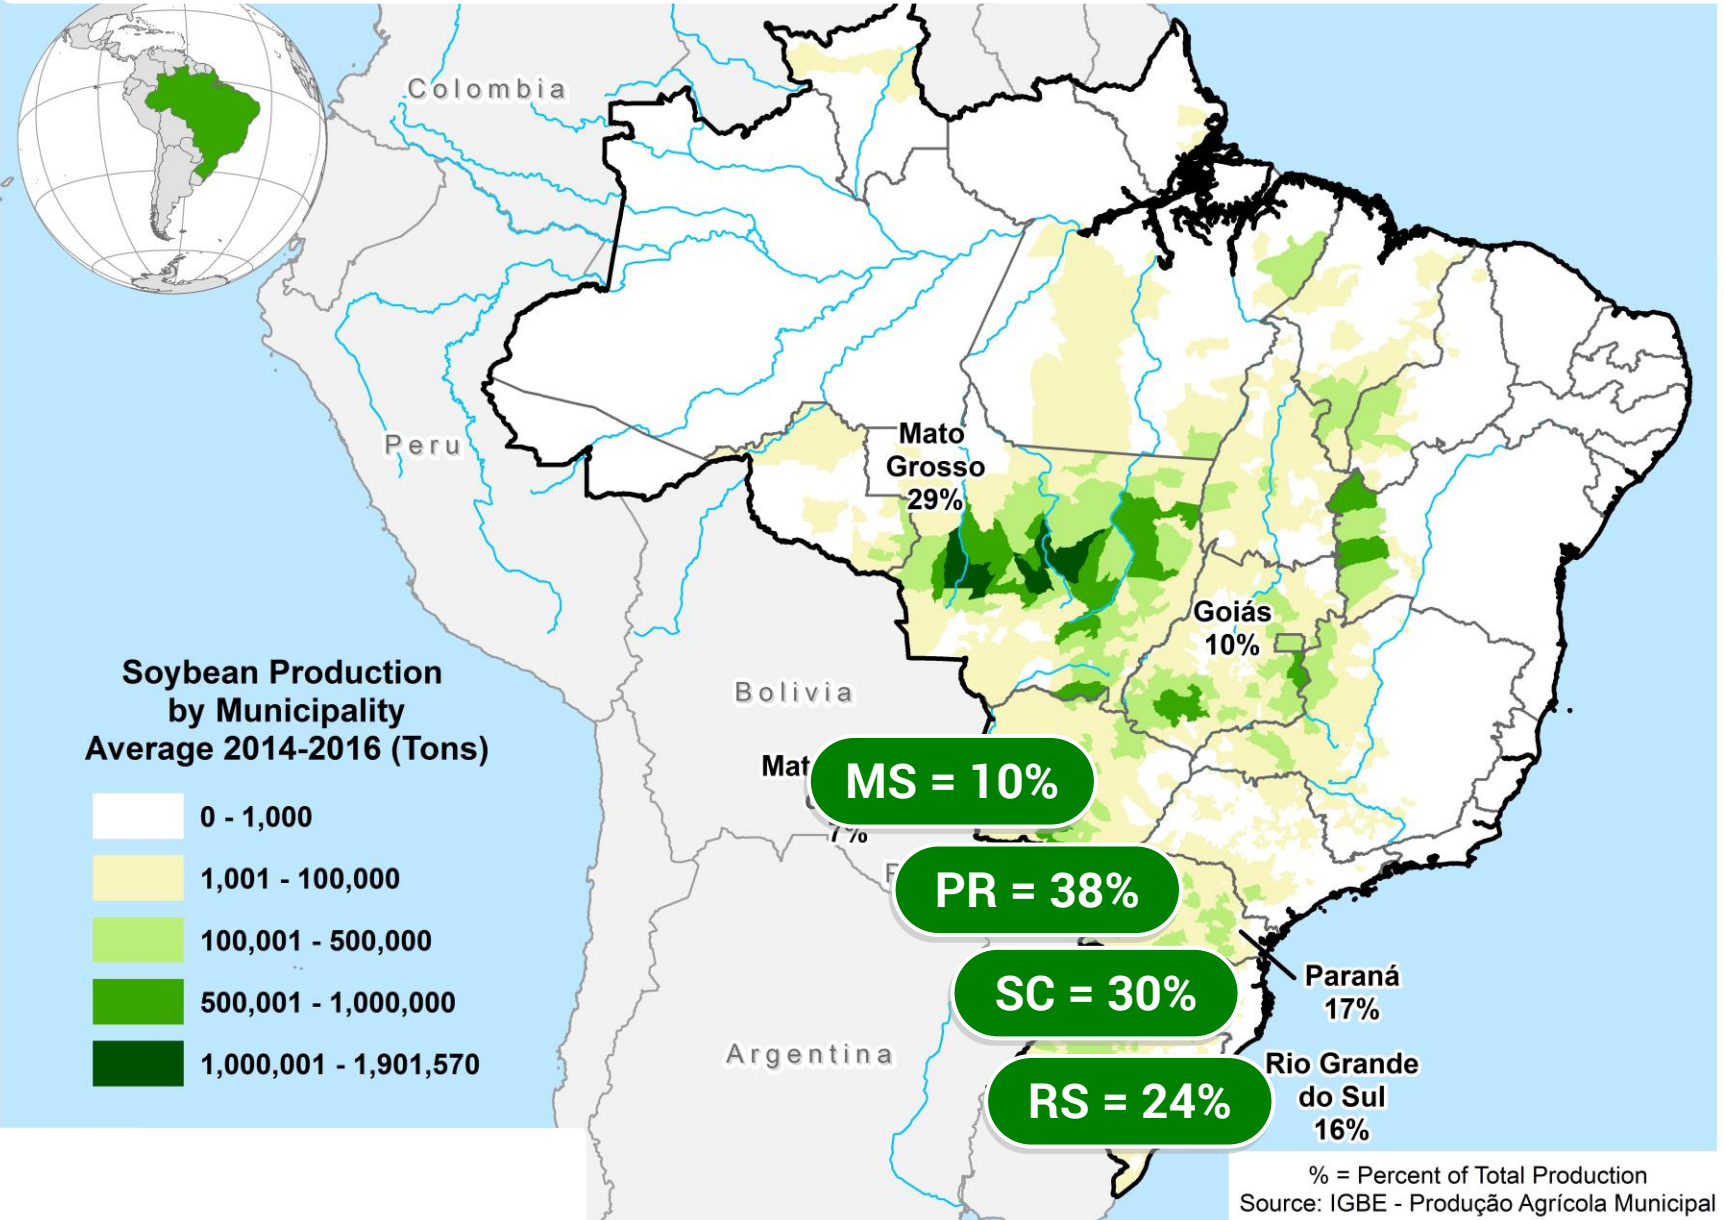 Colombia
Peru
Mato
Grosso
29%
Goiás
10%
Bolivia
Soybean Production
by Municipality
Average 2014-2016 (Tons)
0 - 1,000
1,001 - 100,000
100,001 - 500,000
500,001 - 1,000,000
1,000,001 - 1,901,570
MS = 10%
7%
PR = 38%
SC = 30%
Paraná
17%
Argentina
RS = 24%
Rio Grande
do Sul
16%
% = Percent of Total Production
Source: IGBE - Produção Agrícola Municipal